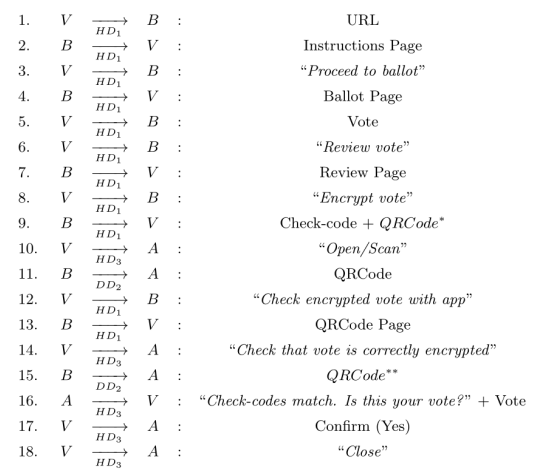 1. V →HD₁ B : URL
2. B →HD₁ V : Instructions Page
3. V →HD₁ B : “Proceed to ballot”
4. B →HD₁ V : Ballot Page
5. V →HD₁ B : Vote
6. V →HD₁ B : “Review vote”
7. B →HD₁ V : Review Page
8. V →HD₁ B : “Encrypt vote”
9. B →HD₁ V : Check-code + QRCode*
10. V →HD₃ A : “Open/Scan”
11. B →DD₂ A : QRCode
12. V →HD₁ B : “Check encrypted vote with app”
13. B →HD₁ V : QRCode Page
14. V →HD₃ A : “Check that vote is correctly encrypted”
15. B →DD₂ A : QRCode**
16. A →HD₃ V : “Check-codes match. Is this your vote?” + Vote
17. V →HD₃ A : Confirm (Yes)
18. V →HD₃ A : “Close”